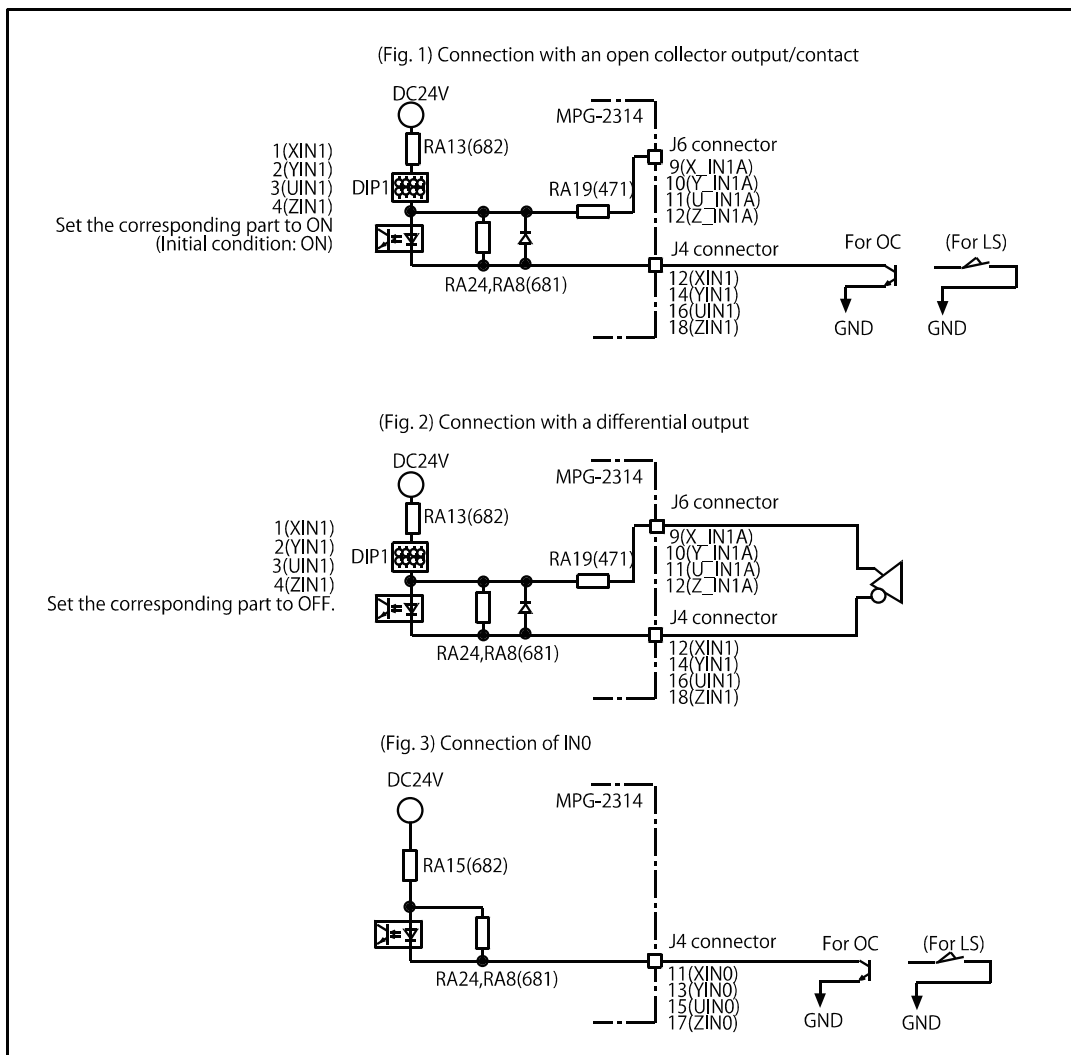 (Fig. 1) Connection with an open collector output/contact
DC24V
MPG-2314
RA13(682)
J6 connector
1(XIN1)
2(YIN1)
3(UIN1)
4(ZIN1)
Set the corresponding part to ON
(Initial condition: ON)
DIP1
RA19(471)
9(X_IN1A)
10(Y_IN1A)
11(U_IN1A)
12(Z_IN1A)
J4 connector
For OC
(For LS)
RA24,RA8(681)
12(XIN1)
14(YIN1)
16(UIN1)
18(ZIN1)
GND
GND
(Fig. 2) Connection with a differential output
DC24V
MPG-2314
RA13(682)
J6 connector
1(XIN1)
2(YIN1)
3(UIN1)
4(ZIN1)
Set the corresponding part to OFF.
DIP1
RA19(471)
9(X_IN1A)
10(Y_IN1A)
11(U_IN1A)
12(Z_IN1A)
J4 connector
RA24,RA8(681)
12(XIN1)
14(YIN1)
16(UIN1)
18(ZIN1)
(Fig. 3) Connection of IN0
DC24V
MPG-2314
RA15(682)
J4 connector
For OC
(For LS)
RA24,RA8(681)
11(XIN0)
13(YIN0)
15(UIN0)
17(ZIN0)
GND
GND